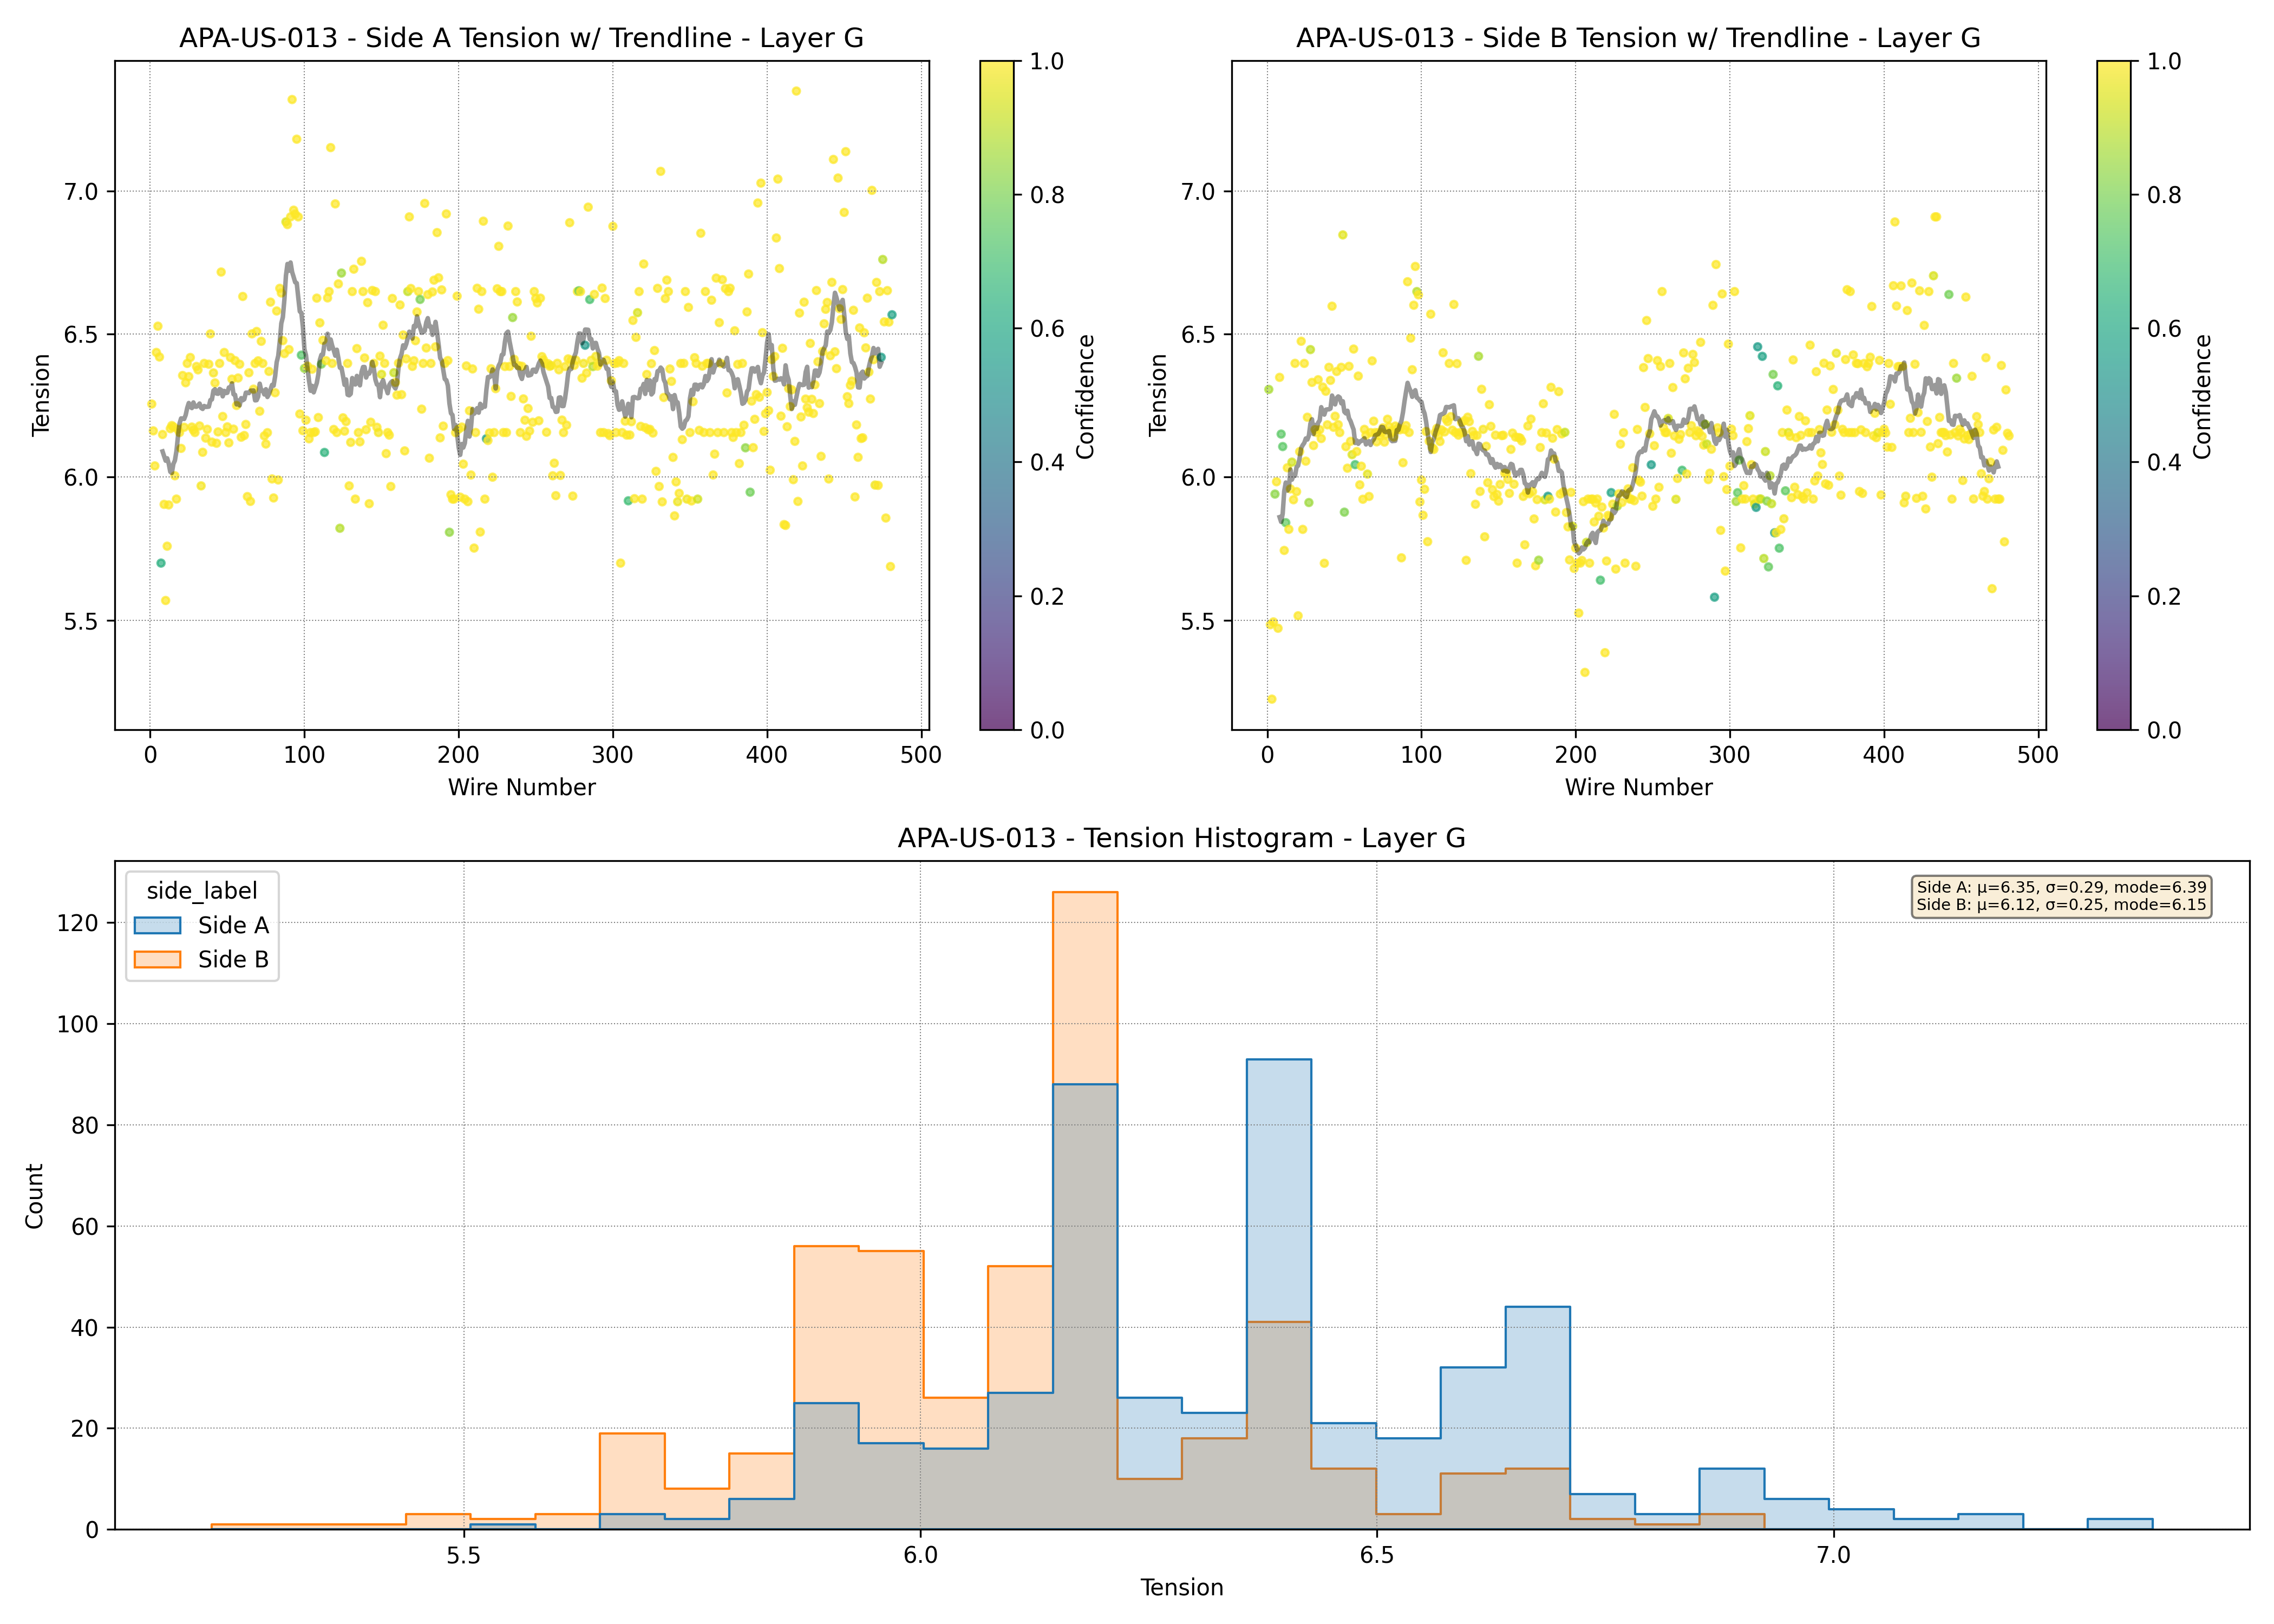 APA-US-013 - Side A Tension w/ Trendline - Layer G
7.0
6.5
6.0
5.5
Tension
0 100 200 300 400 500
Wire Number
1.0
0.8
0.6
0.4
0.2
0.0
Confidence
APA-US-013 - Side B Tension w/ Trendline - Layer G
7.0
6.5
6.0
5.5
Tension
0 100 200 300 400 500
Wire Number
1.0
0.8
0.6
0.4
0.2
0.0
Confidence
APA-US-013 - Tension Histogram - Layer G
side_label
Side A
Side B
Side A: μ=6.35, σ=0.29, mode=6.39
Side B: μ=6.12, σ=0.25, mode=6.15
120
100
80
60
40
20
0
Count
5.5 6.0 6.5 7.0
Tension